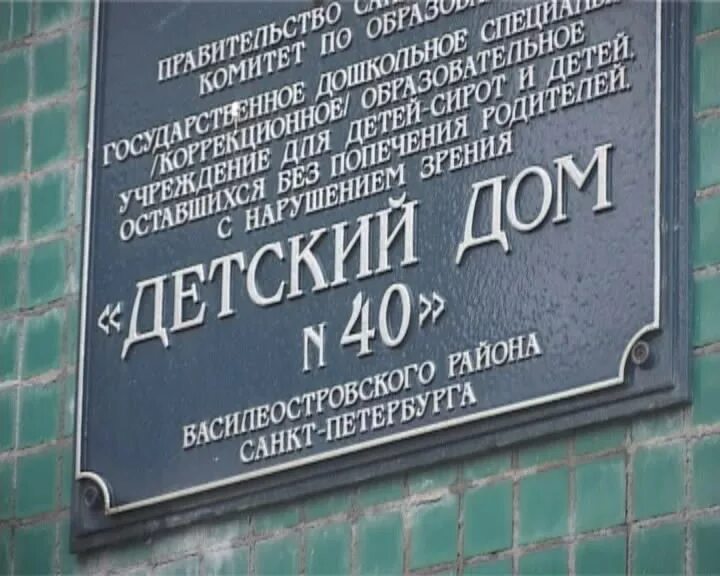 ПРАВИТЕЛЬСТВО
КОМИТЕТ ПО
ГОСУДАРСТВЕННОЕ ДОШКОЛЬНОЕ
/КОРРЕКЦИОННОЕ/ ОБРАЗОВАТЕЛЬНОЕ
УЧРЕЖДЕНИЕ ДЛЯ ДЕТЕЙ-СИРОТ И ДЕТЕЙ,
ОСТАВШИХСЯ БЕЗ ПОПЕЧЕНИЯ РОДИТЕЛЕЙ,
С НАРУШЕНИЕМ ЗРЕНИЯ
«ДЕТСКИЙ ДОМ
N 40»
ВАСИЛЕОСТРОВСКОГО РАЙОНА
САНКТ-ПЕТЕРБУРГА